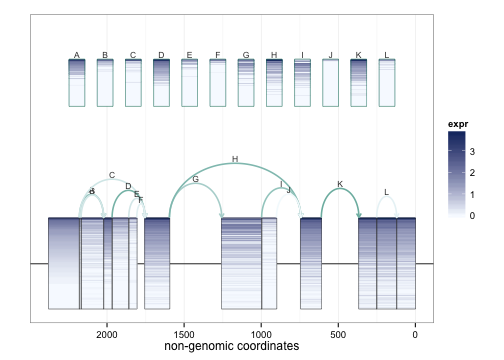 A B C D E F G H I J K L
expr
3
2
1
0
H
C
G
D
K
E
I
J
L
F
2000 1500 1000 500 0
non-genomic coordinates